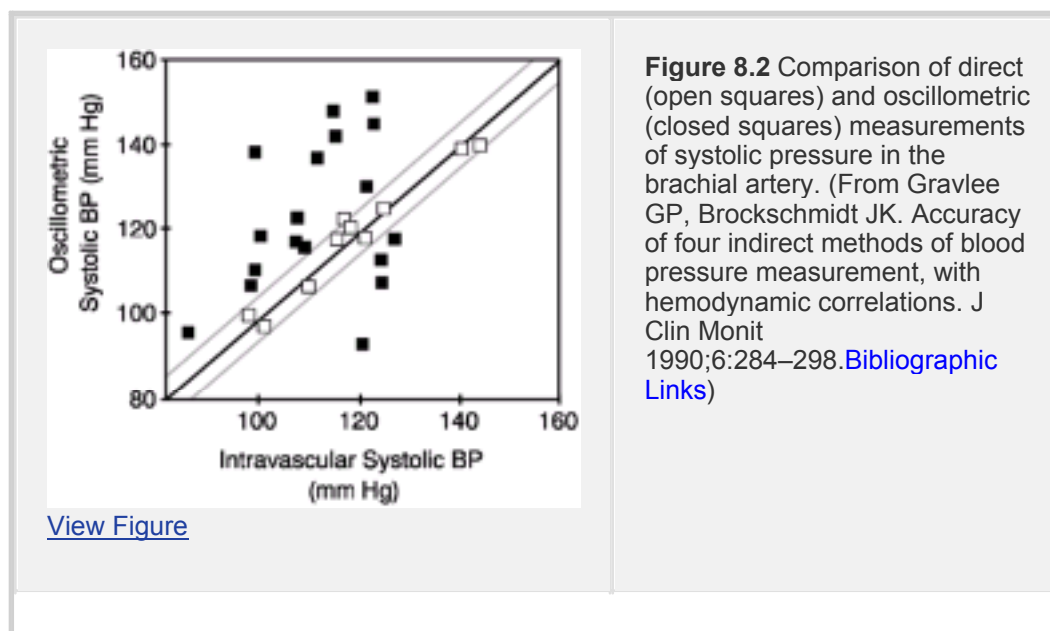 160
140
120
100
80
Oscillometric
Systolic BP (mm Hg)
100 120 140 160
Intravascular Systolic BP
(mm Hg)
View Figure
Figure 8.2 Comparison of direct
(open squares) and oscillometric
(closed squares) measurements
of systolic pressure in the
brachial artery. (From Gravlee
GP, Brockschmidt JK. Accuracy
of four indirect methods of blood
pressure measurement, with
hemodynamic correlations. J
Clin Monit
1990;6:284–298.Bibliographic
Links)